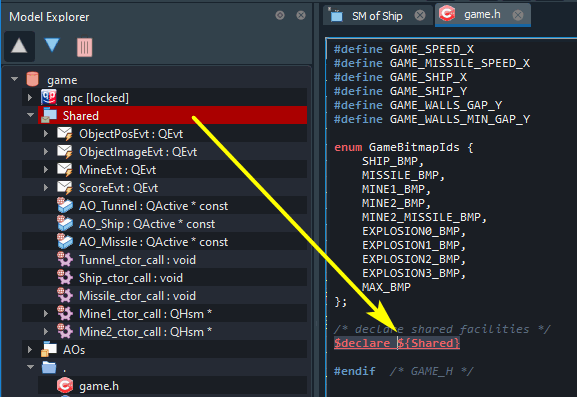 Model Explorer
game
qpc [locked]
Shared
ObjectPosEvt : QEvt
ObjectImageEvt : QEvt
MineEvt : QEvt
ScoreEvt : QEvt
AO_Tunnel : QActive * const
AO_Ship : QActive * const
AO_Missile : QActive * const
Tunnel_ctor_call : void
Ship_ctor_call : void
Missile_ctor_call : void
Mine1_ctor_call : QHsm *
Mine2_ctor_call : QHsm *
AOs
.
game.h
SM of Ship
game.h
#define GAME_SPEED_X
#define GAME_MISSILE_SPEED_X
#define GAME_SHIP_X
#define GAME_SHIP_Y
#define GAME_WALLS_GAP_Y
#define GAME_WALLS_MIN_GAP_Y
enum GameBitmapIds {
SHIP_BMP,
MISSILE_BMP,
MINE1_BMP,
MINE2_BMP,
MINE2_MISSILE_BMP,
EXPLOSION0_BMP,
EXPLOSION1_BMP,
EXPLOSION2_BMP,
EXPLOSION3_BMP,
MAX_BMP
};
/* declare shared facilities */
$declare ${Shared}
#endif /* GAME_H */